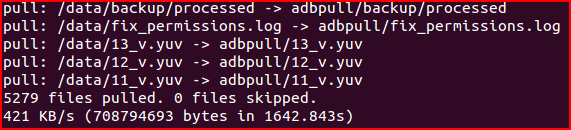 pull: /data/backup/processed -> adbpull/backup/processed
pull: /data/fix_permissions.log -> adbpull/fix_permissions.log
pull: /data/13_v.yuv -> adbpull/13_v.yuv
pull: /data/12_v.yuv -> adbpull/12_v.yuv
pull: /data/11_v.yuv -> adbpull/11_v.yuv
5279 files pulled. 0 files skipped.
421 KB/s (708794693 bytes in 1642.843s)